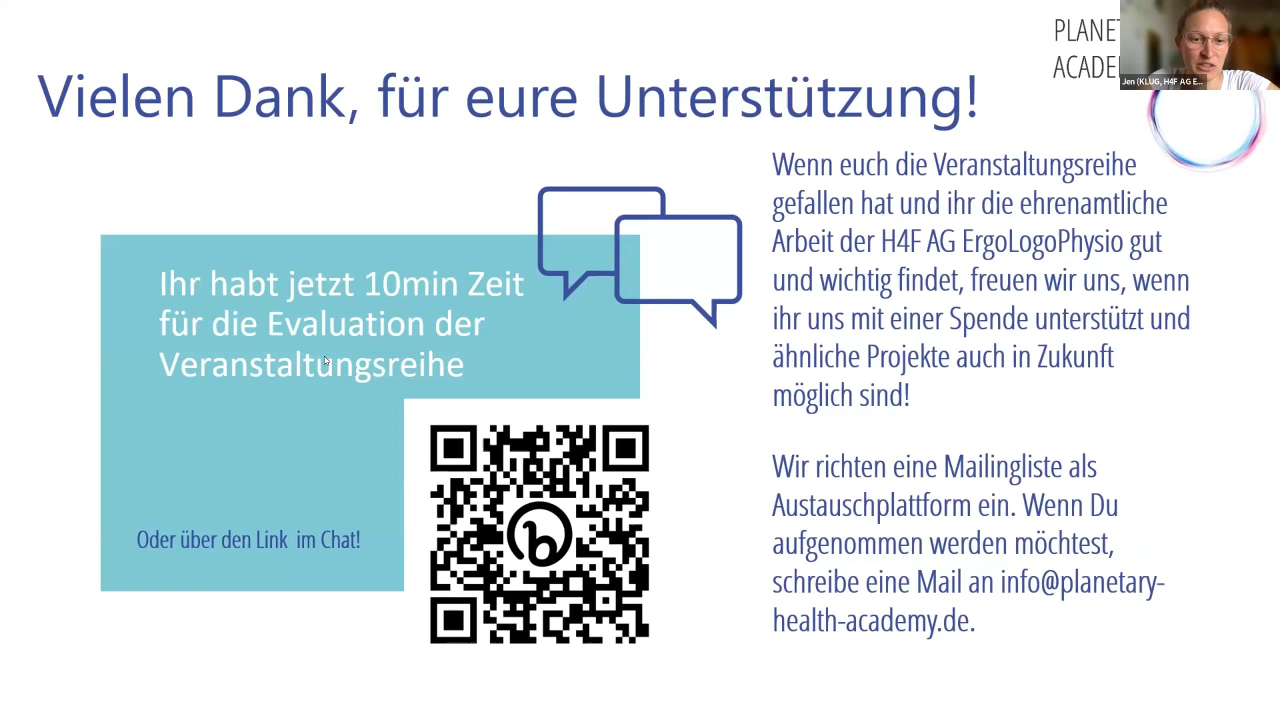 PLANET
ACADE
Jen (KLUG, H4F AG E...
Vielen Dank, für eure Unterstützung!
Ihr habt jetzt 10min Zeit
für die Evaluation der
Veranstaltungsreihe
Oder über den Link im Chat!
Wenn euch die Veranstaltungsreihe
gefallen hat und ihr die ehrenamtliche
Arbeit der H4F AG ErgoLogoPhysio gut
und wichtig findet, freuen wir uns, wenn
ihr uns mit einer Spende unterstützt und
ähnliche Projekte auch in Zukunft
möglich sind!
Wir richten eine Mailingliste als
Austauschplattform ein. Wenn Du
aufgenommen werden möchtest,
schreibe eine Mail an info@planetary-
health-academy.de.